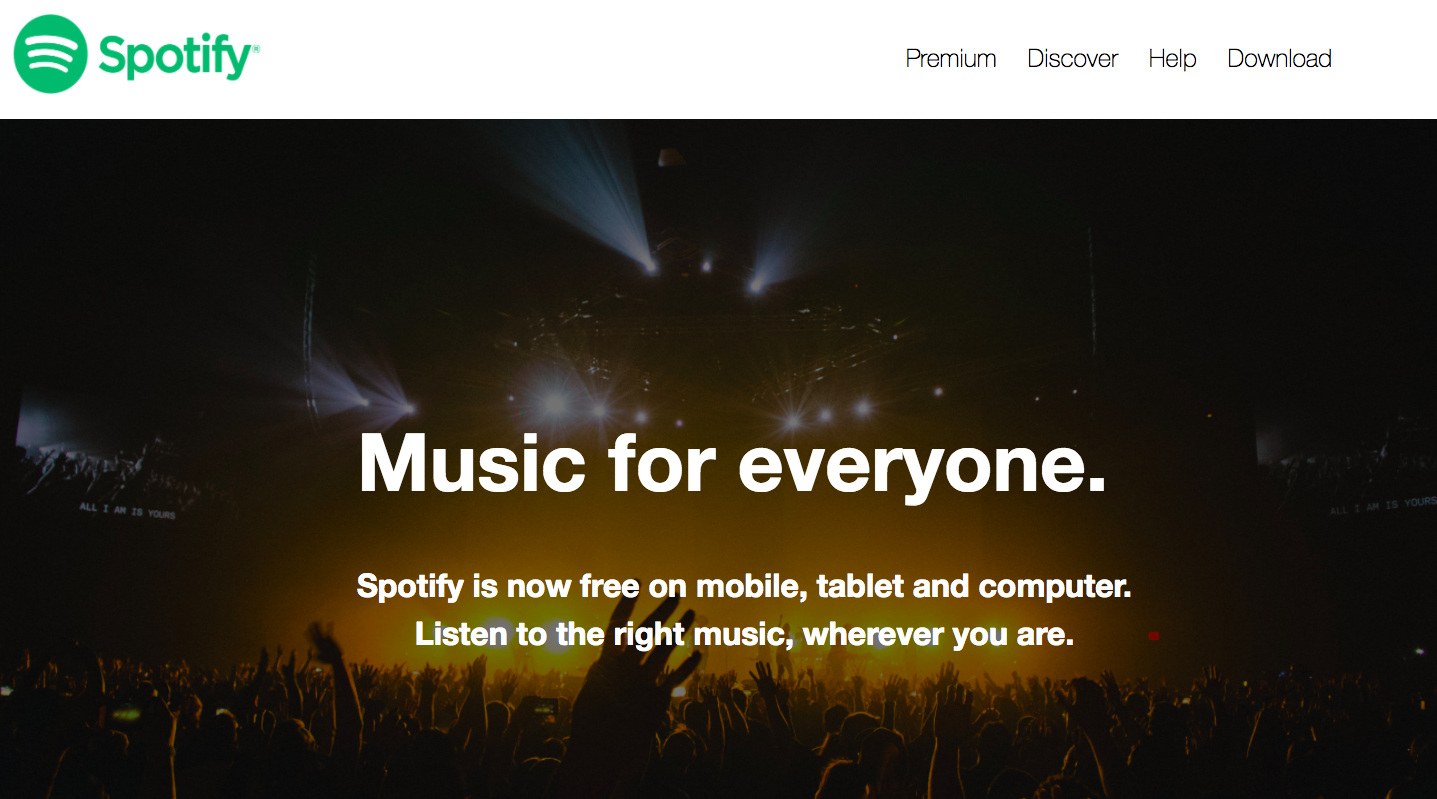 Spotify®
Premium Discover Help Download
Music for everyone.
ALL I AM IS YOURS
ALL I AM IS YOURS
Spotify is now free on mobile, tablet and computer.
Listen to the right music, wherever you are.